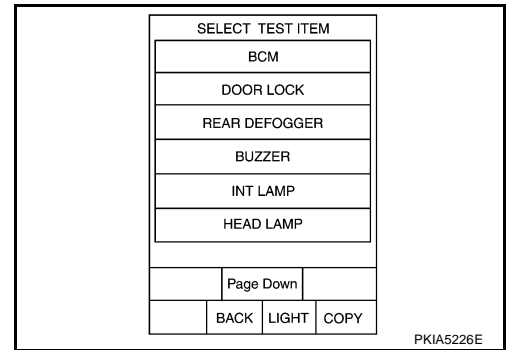 SELECT TEST ITEM
BCM
DOOR LOCK
REAR DEFOGGER
BUZZER
INT LAMP
HEAD LAMP
Page Down
BACK LIGHT COPY
PKIA5226E